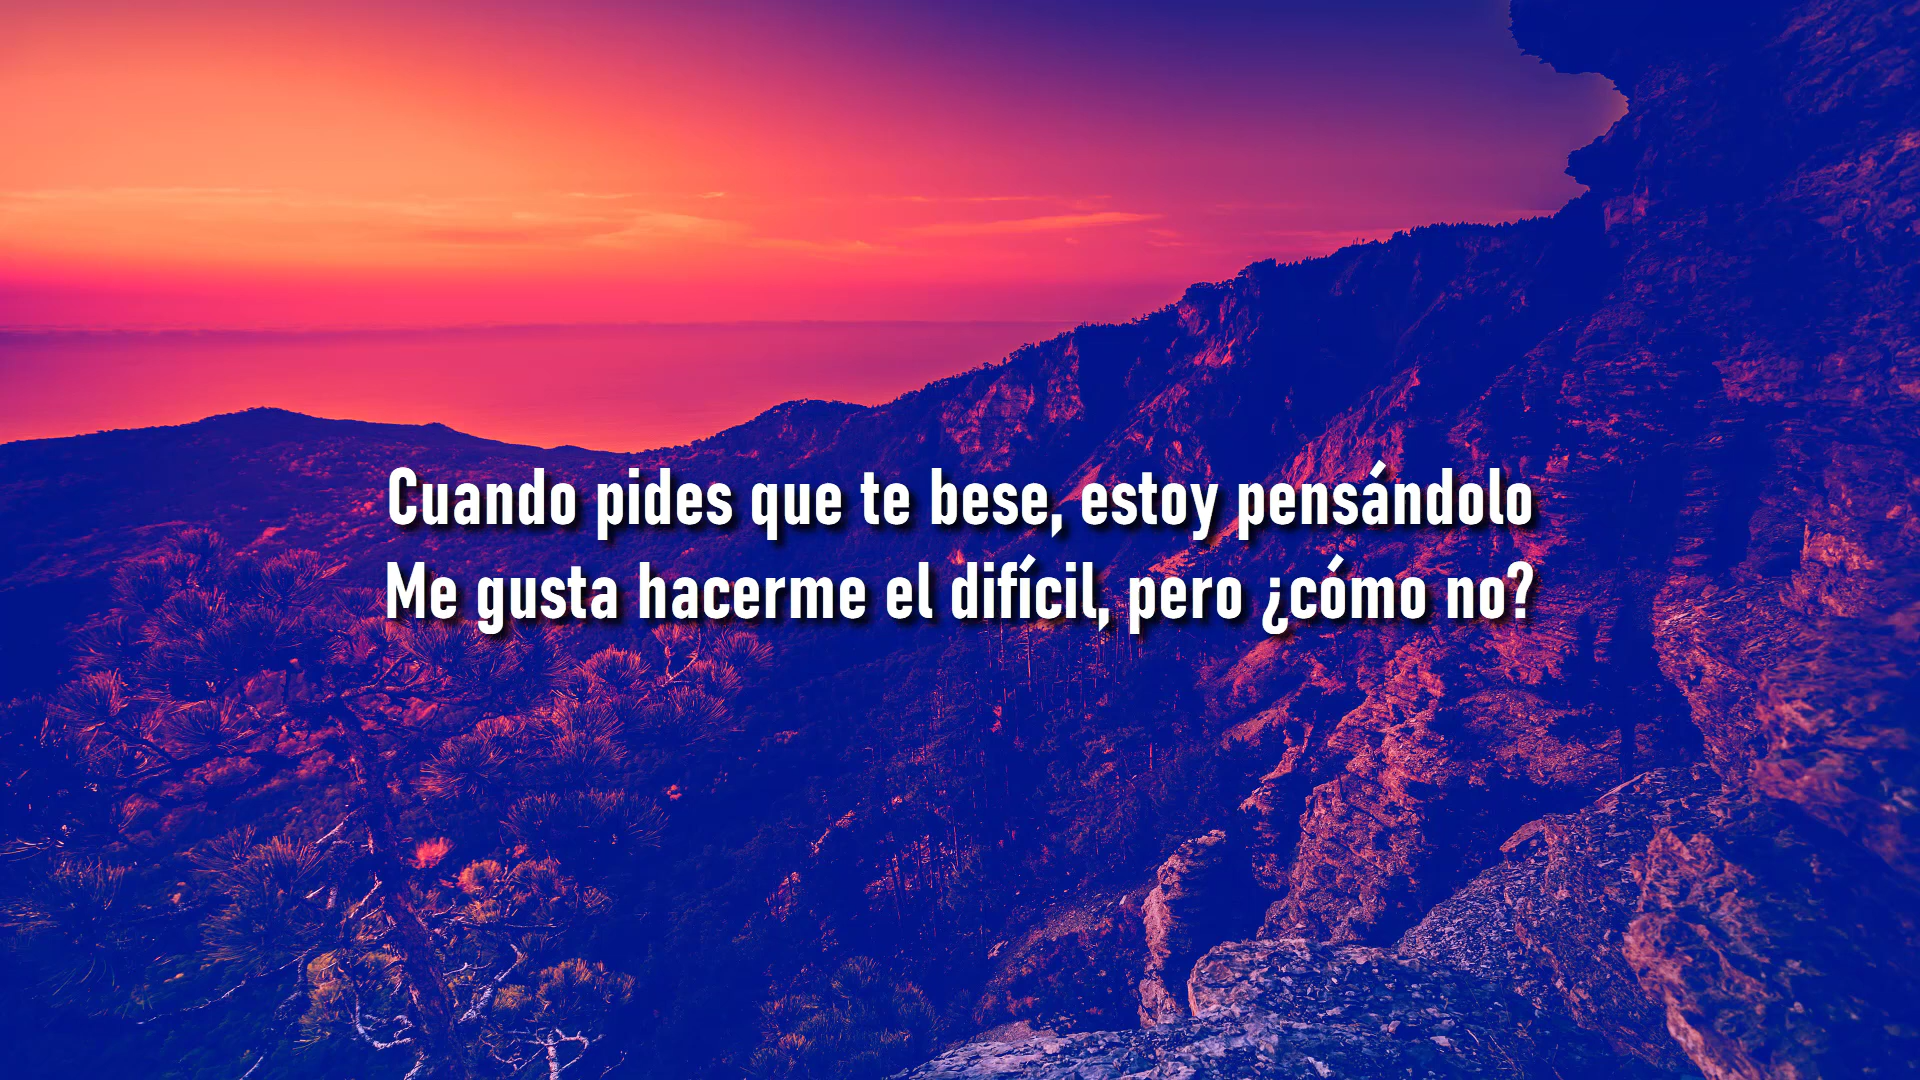 Cuando pides que te bese, estoy pensándolo
Me gusta hacerme el difícil, pero ¿cómo no?